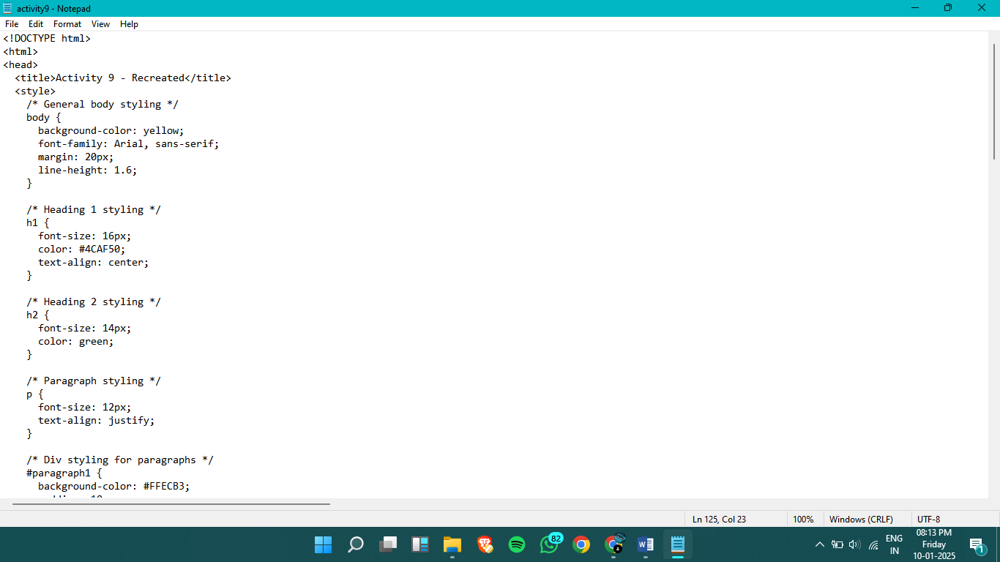 activity9 - Notepad
File Edit Format View Help
<!DOCTYPE html>
<html>
<head>
  <title>Activity 9 - Recreated</title>
  <style>
    /* General body styling */
    body {
      background-color: yellow;
      font-family: Arial, sans-serif;
      margin: 20px;
      line-height: 1.6;
    }

    /* Heading 1 styling */
    h1 {
      font-size: 16px;
      color: #4CAF50;
      text-align: center;
    }

    /* Heading 2 styling */
    h2 {
      font-size: 14px;
      color: green;
    }

    /* Paragraph styling */
    p {
      font-size: 12px;
      text-align: justify;
    }

    /* Div styling for paragraphs */
    #paragraph1 {
      background-color: #FFECB3;
Ln 125, Col 23
100%
Windows (CRLF)
UTF-8
82
W
ENG
IN
08:13 PM
Friday
10-01-2025
1